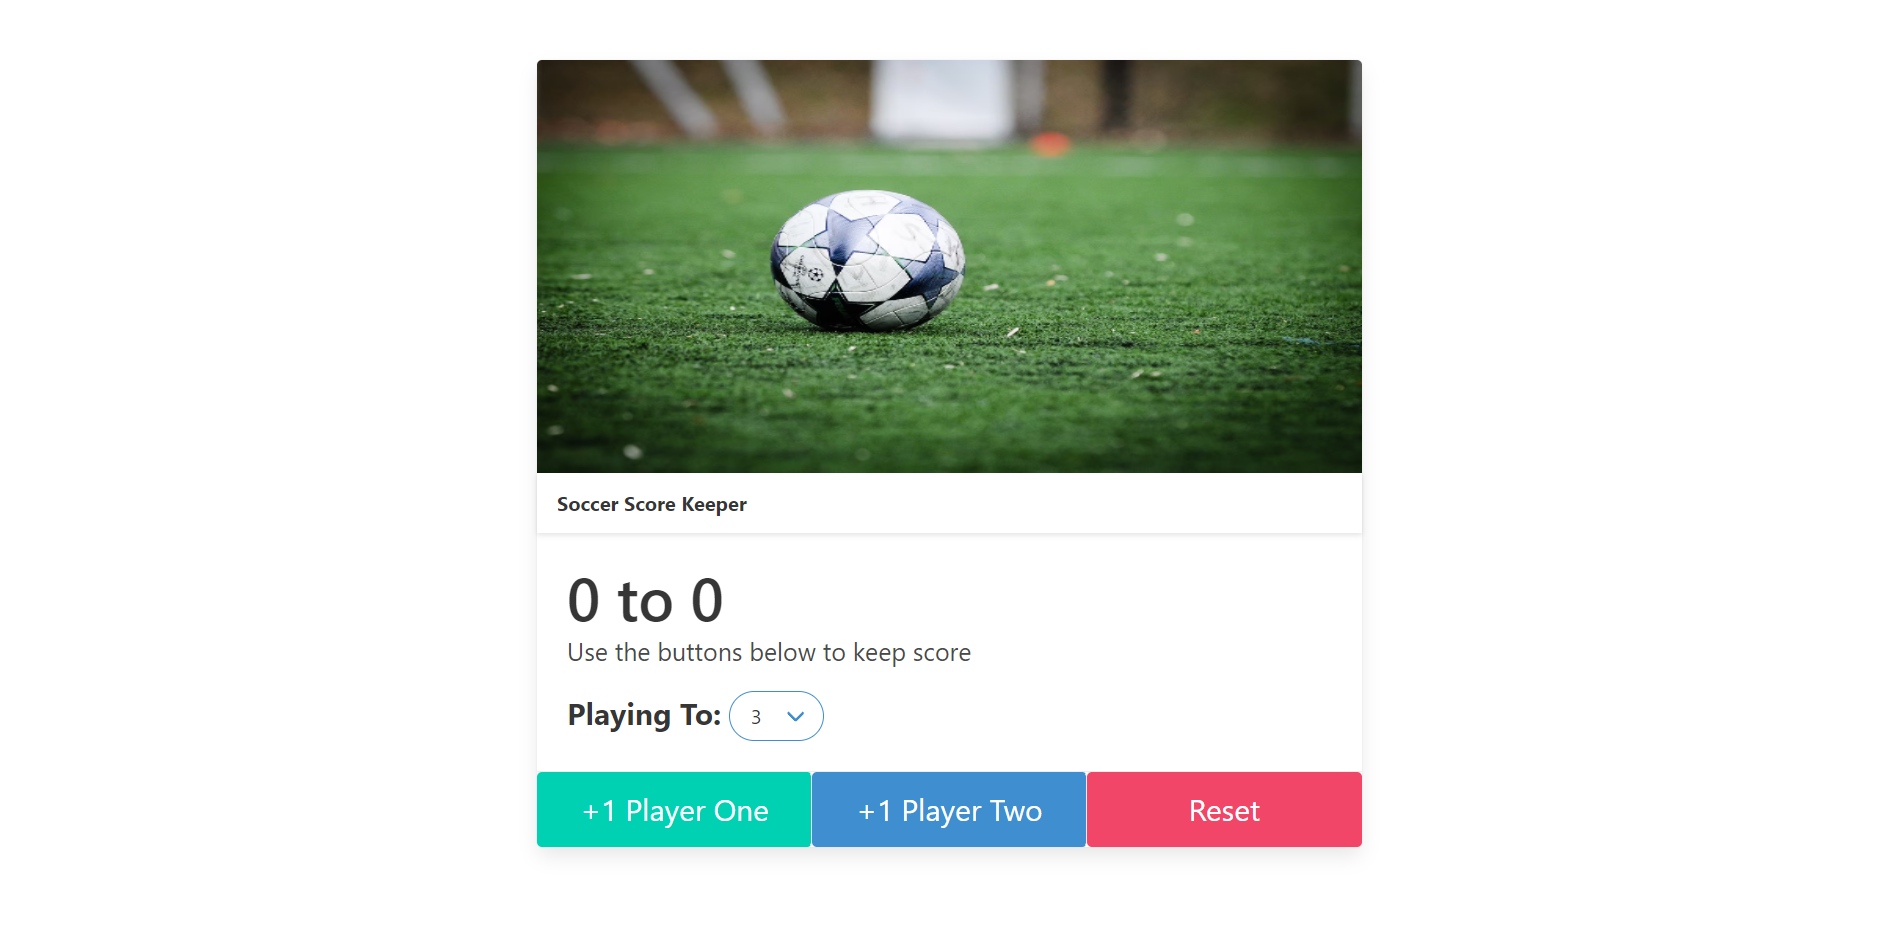 Soccer Score Keeper
0 to 0
Use the buttons below to keep score
Playing To: 3
+1 Player One
+1 Player Two
Reset